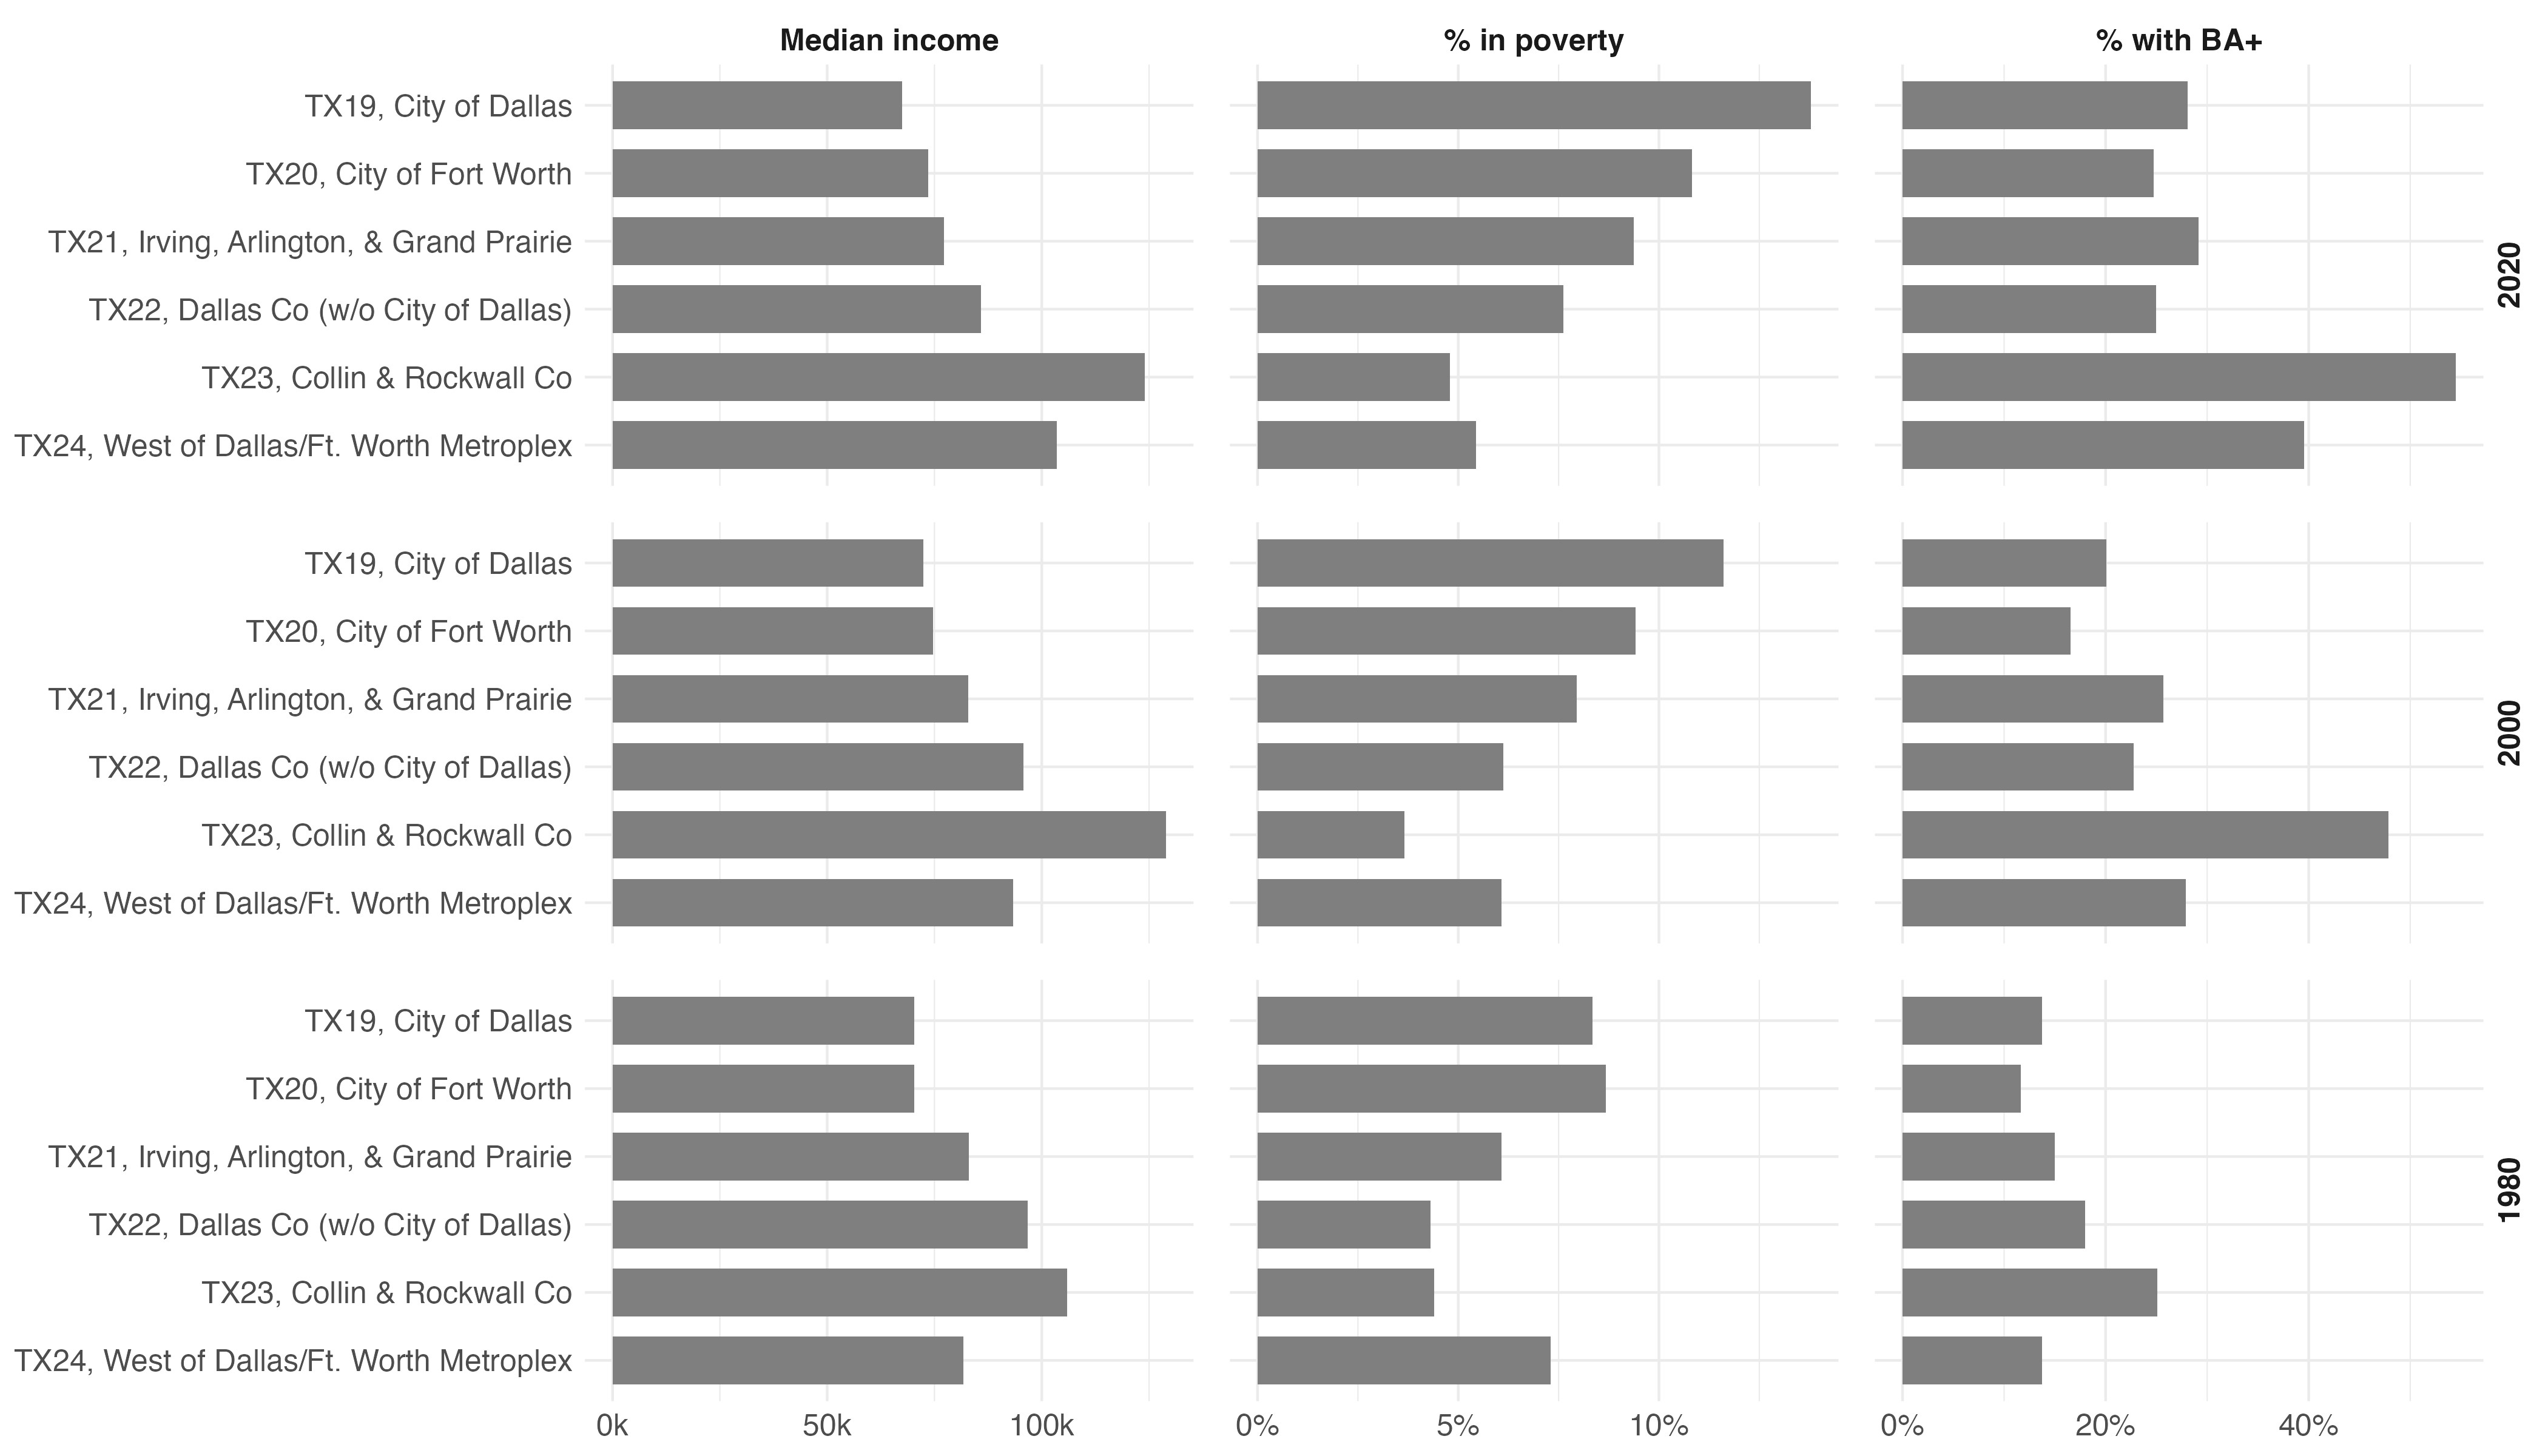 Median income % in poverty % with BA+
TX19, City of Dallas
TX20, City of Fort Worth
TX21, Irving, Arlington, & Grand Prairie
TX22, Dallas Co (w/o City of Dallas)
TX23, Collin & Rockwall Co
TX24, West of Dallas/Ft. Worth Metroplex
2020
TX19, City of Dallas
TX20, City of Fort Worth
TX21, Irving, Arlington, & Grand Prairie
TX22, Dallas Co (w/o City of Dallas)
TX23, Collin & Rockwall Co
TX24, West of Dallas/Ft. Worth Metroplex
2000
TX19, City of Dallas
TX20, City of Fort Worth
TX21, Irving, Arlington, & Grand Prairie
TX22, Dallas Co (w/o City of Dallas)
TX23, Collin & Rockwall Co
TX24, West of Dallas/Ft. Worth Metroplex
1980
0k 50k 100k 0% 5% 10% 0% 20% 40%